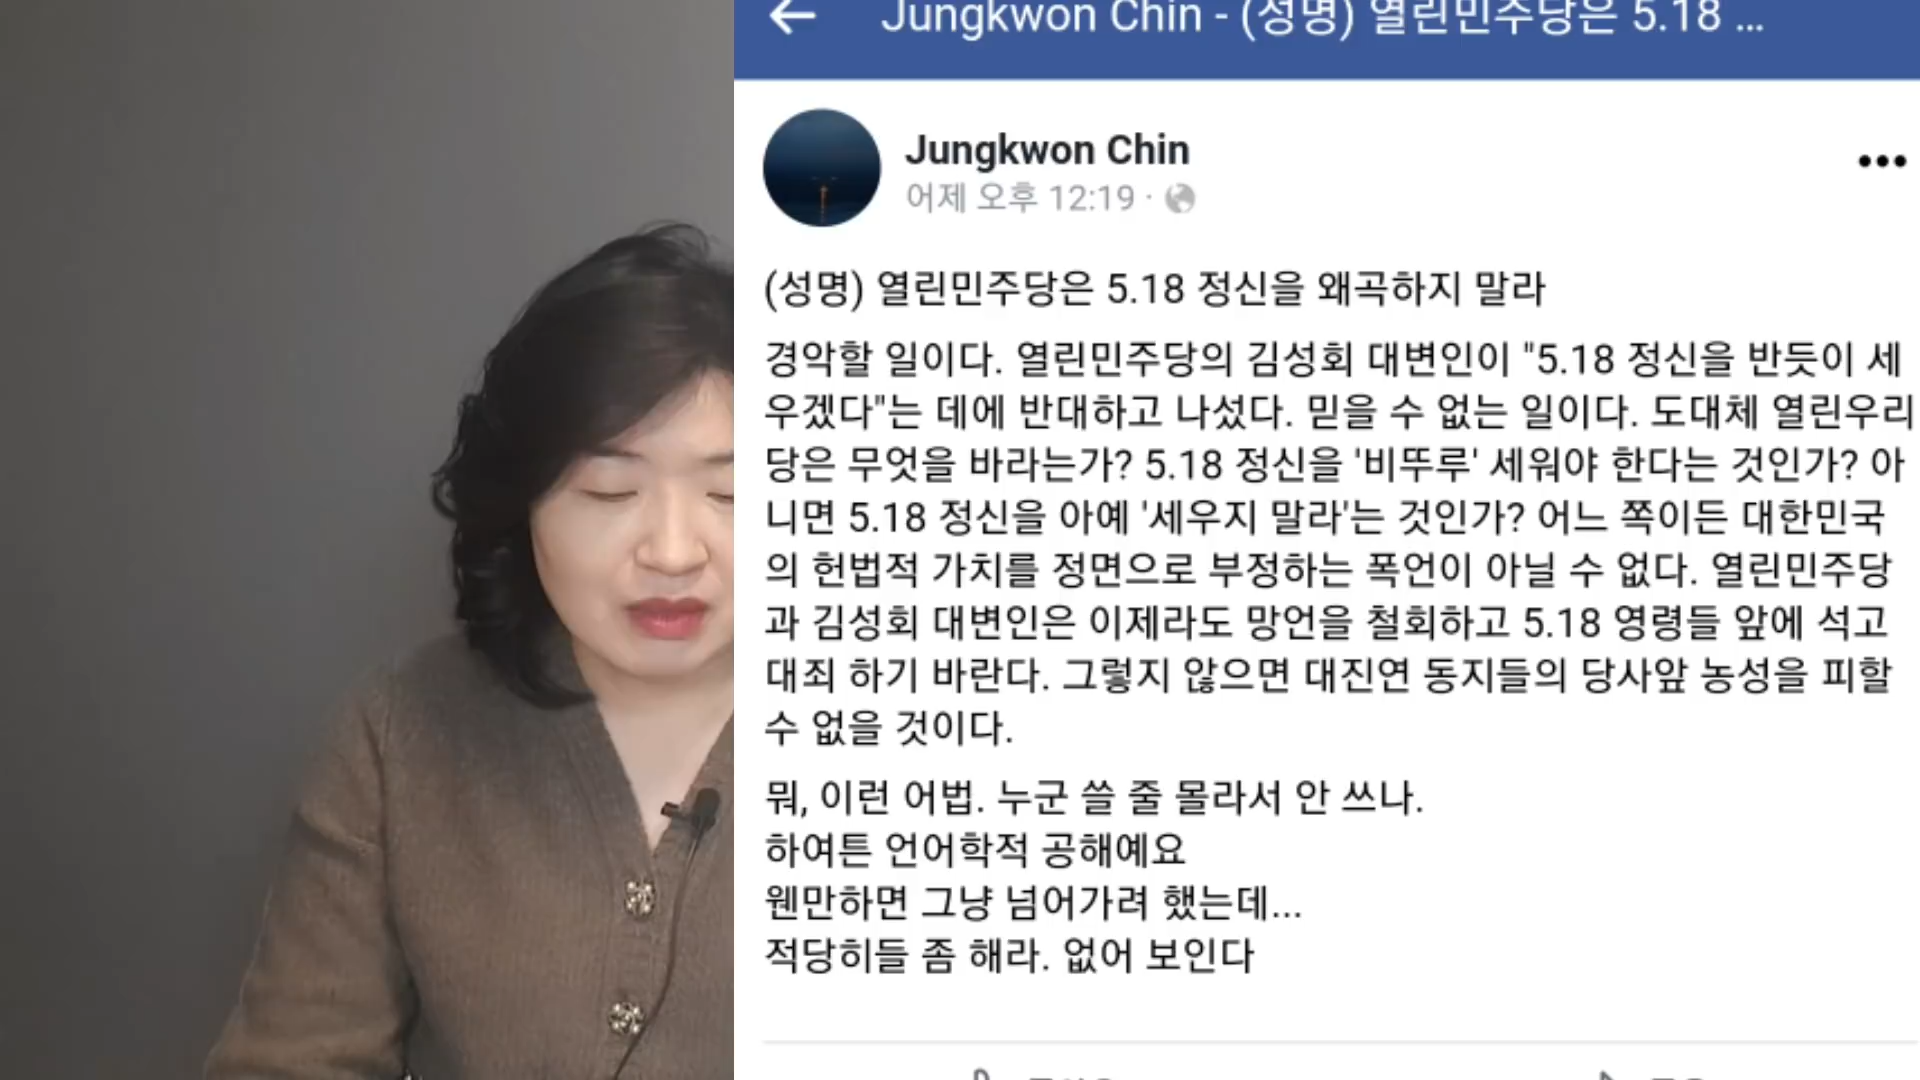 Jungkwon Chin - (성명) 열린민주당은 5.18 ...
Jungkwon Chin
어제 오후 12:19 ·
(성명) 열린민주당은 5.18 정신을 왜곡하지 말라
경악할 일이다. 열린민주당의 김성회 대변인이 "5.18 정신을 반듯이 세
우겠다"는 데에 반대하고 나섰다. 믿을 수 없는 일이다. 도대체 열린우리
당은 무엇을 바라는가? 5.18 정신을 '비뚜루' 세워야 한다는 것인가? 아
니면 5.18 정신을 아예 '세우지 말라'는 것인가? 어느 쪽이든 대한민국
의 헌법적 가치를 정면으로 부정하는 폭언이 아닐 수 없다. 열린민주당
과 김성회 대변인은 이제라도 망언을 철회하고 5.18 영령들 앞에 석고
대죄 하기 바란다. 그렇지 않으면 대진연 동지들의 당사앞 농성을 피할
수 없을 것이다.
뭐, 이런 어법. 누군 쓸 줄 몰라서 안 쓰나.
하여튼 언어학적 공해예요
웬만하면 그냥 넘어가려 했는데...
적당히들 좀 해라. 없어 보인다